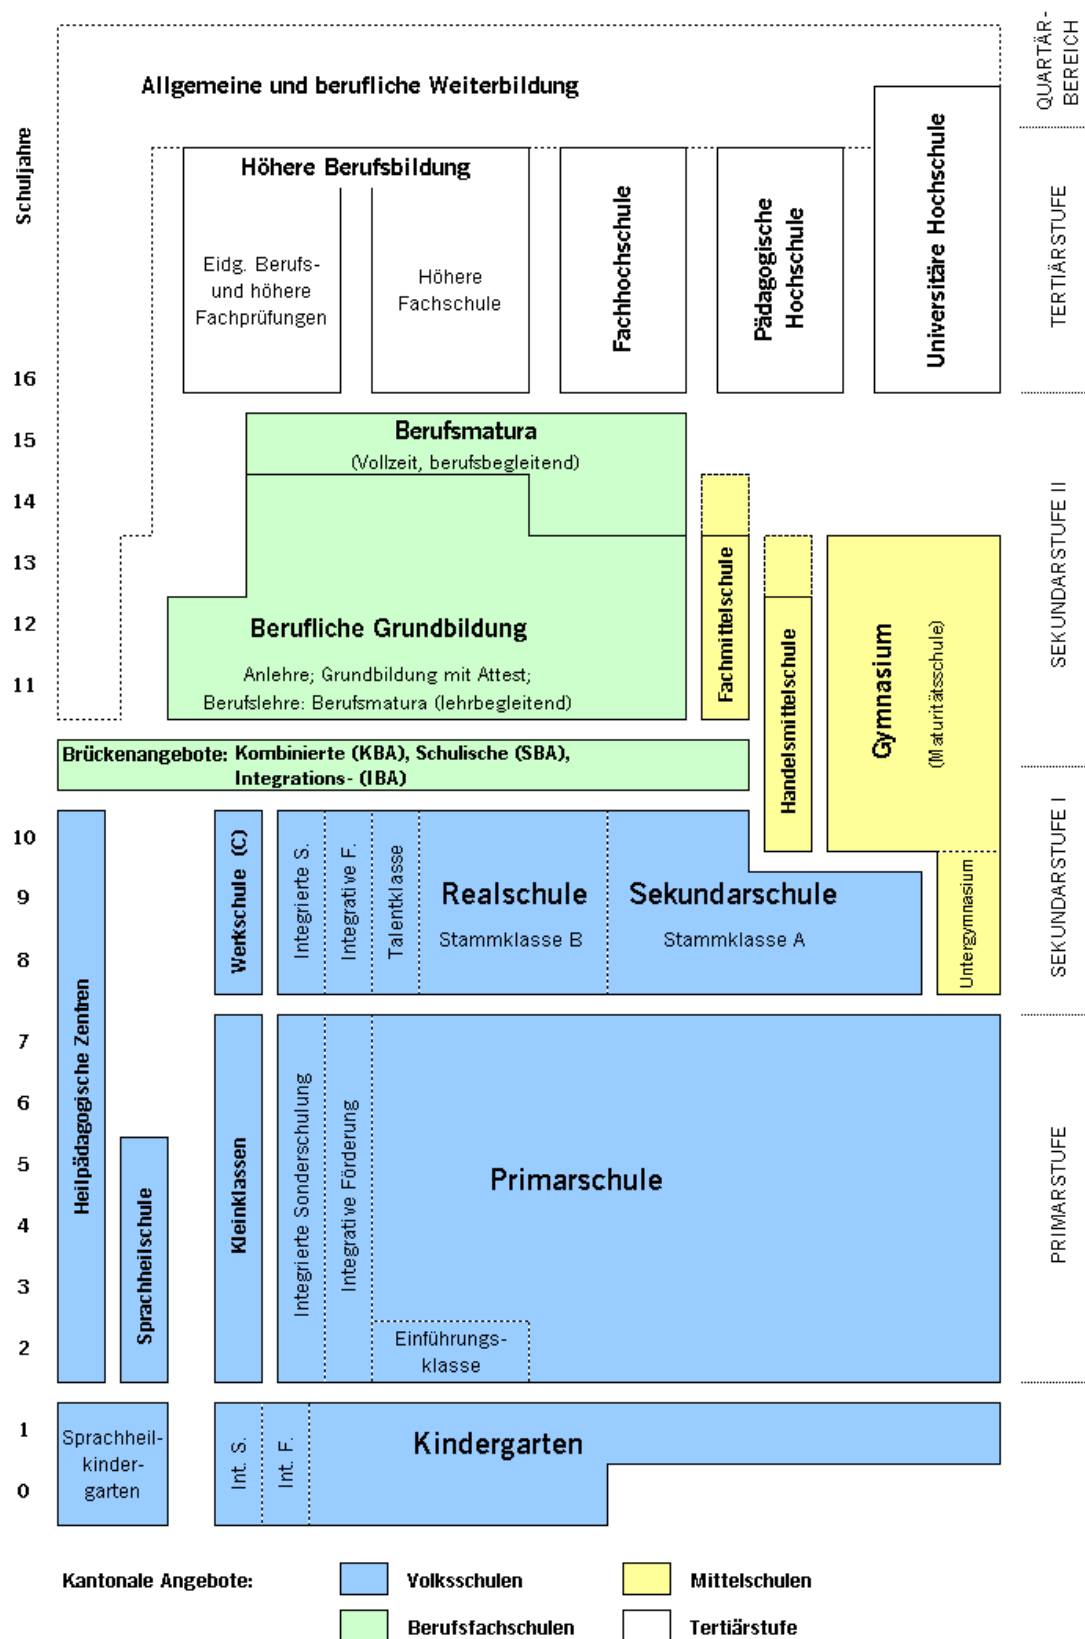 QUARTÄR-
BEREICH
Allgemeine und berufliche Weiterbildung
Schuljahre
Höhere Berufsbildung
Eidg. Berufs-
und höhere
Fachprüfungen
Höhere
Fachschule
Fachhochschule
Pädagogische
Hochschule
Universitäre Hochschule
TERTIÄRSTUFE
16
15
14
13
12
11
Berufsmatura
(Vollzeit, berufsbegleitend)
Berufliche Grundbildung
Anlehre; Grundbildung mit Attest;
Berufslehre: Berufsmatura (lehrbegleitend)
Fachmittelschule
Handelsmittelschule
Gymnasium
(Maturitätsschule)
SEKUNDARSTUFE II
Brückenangebote: Kombinierte (KBA), Schulische (SBA),
Integrations- (IBA)
10
9
8
Heilpädagogische Zentren
Werkschule (C)
Integrierte S.
Integrative F.
Talentklasse
Realschule
Stammklasse B
Sekundarschule
Stammklasse A
Untergymnasium
SEKUNDARSTUFE I
7
6
5
4
3
2
Sprachheilschule
Kleinklassen
Integrierte Sonderschulung
Integrative Förderung
Primarschule
Einführungs-
klasse
PRIMARSTUFE
1
0
Sprachheil-
kinder-
garten
Int. S.
Int. F.
Kindergarten
Kantonale Angebote:
Volksschulen
Mittelschulen
Berufsfachschulen
Tertiärstufe